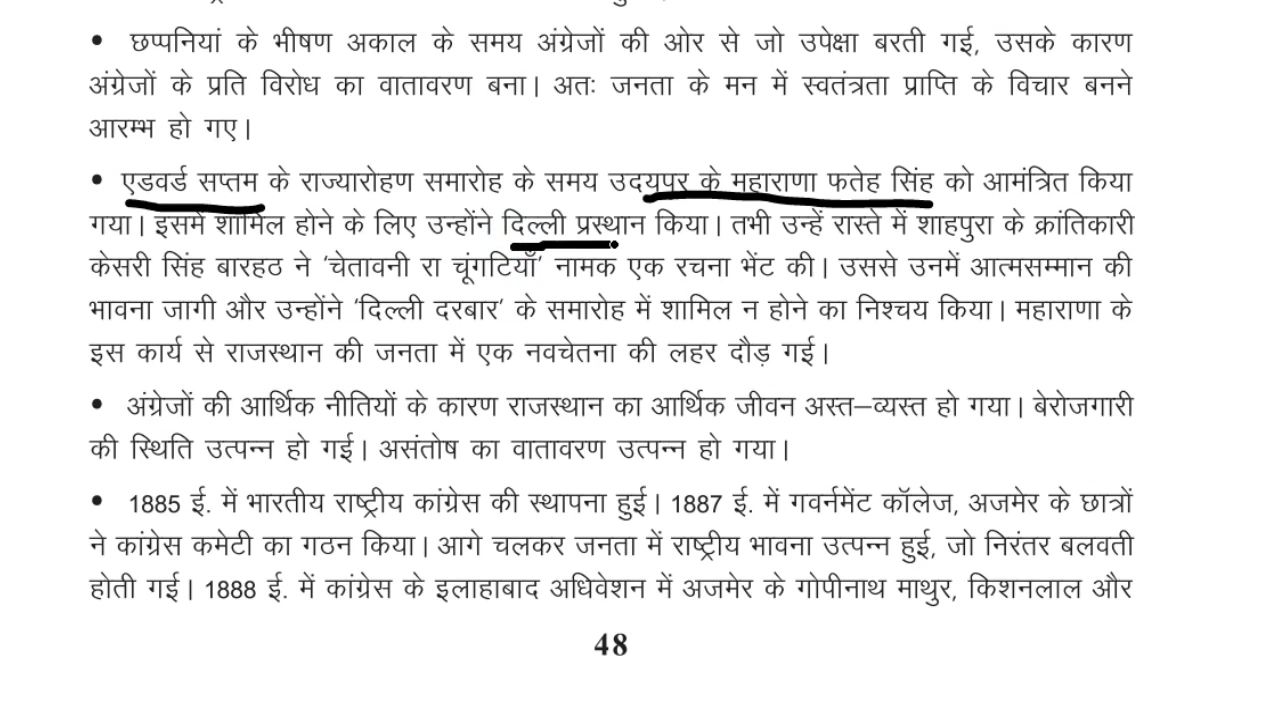 • छप्पनियां के भीषण अकाल के समय अंग्रेजों की ओर से जो उपेक्षा बरती गई, उसके कारण
अंग्रेजों के प्रति विरोध का वातावरण बना। अतः जनता के मन में स्वतंत्रता प्राप्ति के विचार बनने
आरम्भ हो गए।
• एडवर्ड सप्तम के राज्यारोहण समारोह के समय उदयपुर के महाराणा फतेह सिंह को आमंत्रित किया
गया। इसमें शामिल होने के लिए उन्होंने दिल्ली प्रस्थान किया। तभी उन्हें रास्ते में शाहपुरा के क्रांतिकारी
केसरी सिंह बारहठ ने ‘चेतावनी रा चूंगटियाँ’ नामक एक रचना भेंट की। उससे उनमें आत्मसम्मान की
भावना जागी और उन्होंने ‘दिल्ली दरबार’ के समारोह में शामिल न होने का निश्चय किया। महाराणा के
इस कार्य से राजस्थान की जनता में एक नवचेतना की लहर दौड़ गई।
• अंग्रेजों की आर्थिक नीतियों के कारण राजस्थान का आर्थिक जीवन अस्त–व्यस्त हो गया। बेरोजगारी
की स्थिति उत्पन्न हो गई। असंतोष का वातावरण उत्पन्न हो गया।
• 1885 ई. में भारतीय राष्ट्रीय कांग्रेस की स्थापना हुई। 1887 ई. में गवर्नमेंट कॉलेज, अजमेर के छात्रों
ने कांग्रेस कमेटी का गठन किया। आगे चलकर जनता में राष्ट्रीय भावना उत्पन्न हुई, जो निरंतर बलवती
होती गई। 1888 ई. में कांग्रेस के इलाहाबाद अधिवेशन में अजमेर के गोपीनाथ माथुर, किशनलाल और
48